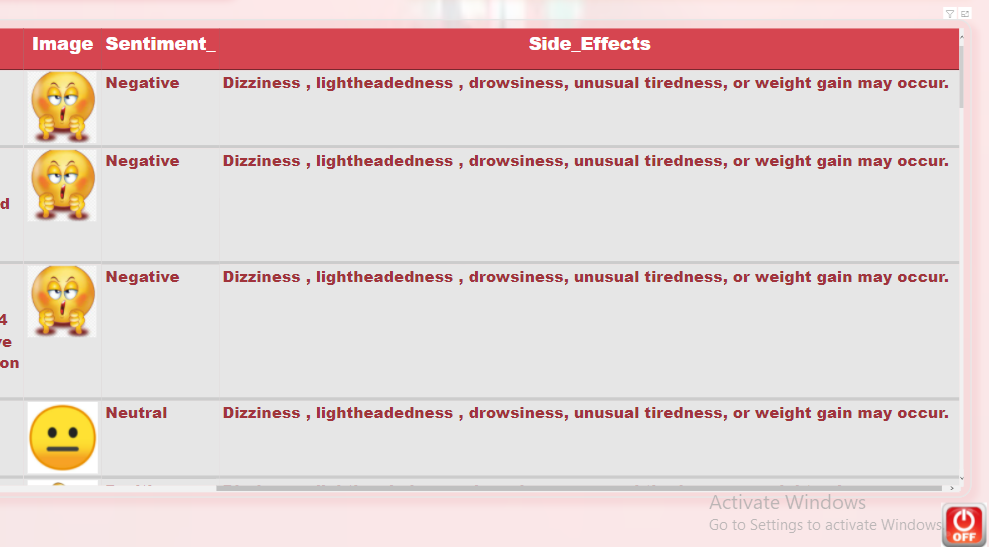 Image Sentiment_ Side_Effects
Negative Dizziness , lightheadedness , drowsiness, unusual tiredness, or weight gain may occur.
Negative Dizziness , lightheadedness , drowsiness, unusual tiredness, or weight gain may occur.
d
Negative Dizziness , lightheadedness , drowsiness, unusual tiredness, or weight gain may occur.
4
ve
on
Neutral Dizziness , lightheadedness , drowsiness, unusual tiredness, or weight gain may occur.
Activate Windows
Go to Settings to activate Windows
OFF